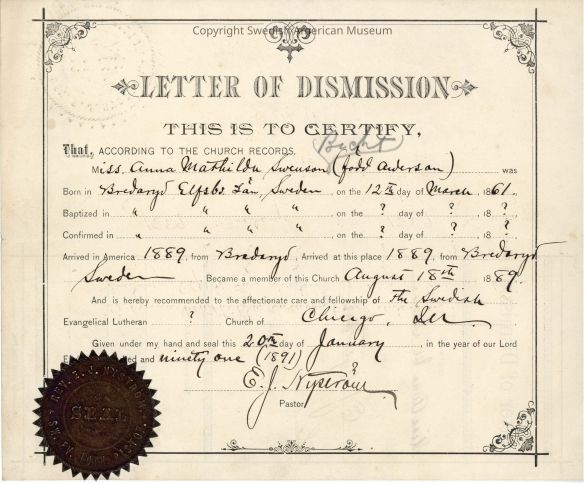 Copyright Swedish American Museum
LETTER OF DISMISSION
THIS IS TO CERTIFY,
That, ACCORDING TO THE CHURCH RECORDS,
Miss. Anna Mathilda Swenson (född Anderson) was
Born in Bredaryd Elfsbo. Län, Sweden on the 12th day of March, 1861.
Baptized in " " " " on the ? day of ?, 18 ?
Confirmed in " " " " on the ? day of ?, 18 ?
Arrived in America 1889, from Bredaryd, Arrived at this place 1889, from Bredaryd
Sweden, Became a member of this Church August 18th 1889.
And is hereby recommended to the affectionate care and fellowship of the Swedish
Evangelical Lutheran ? Church of Chicago, Ill.
Given under my hand and seal this 20th day of January, in the year of our Lord
and ninety one (1891)
E. J. Nyström
Pastor